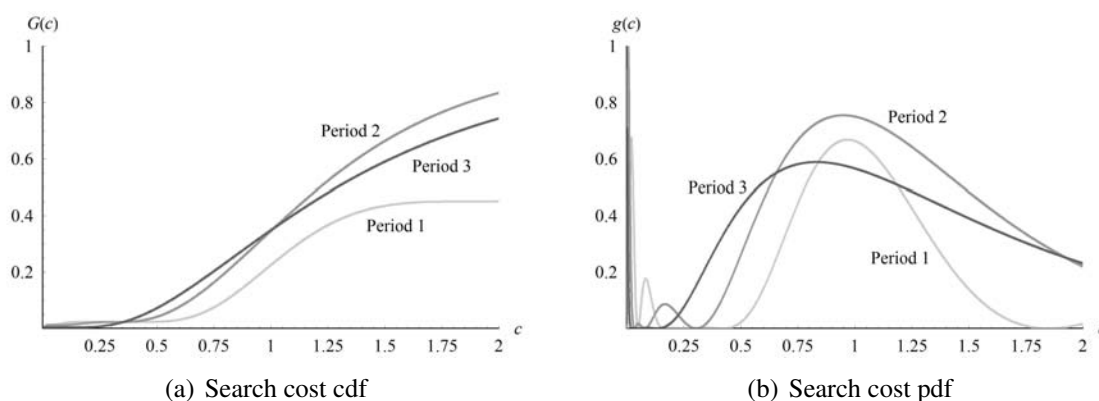 G(c)
1
0.8
0.6
0.4
0.2
Period 2
Period 3
Period 1
c
0.25 0.5 0.75 1 1.25 1.5 1.75 2
(a) Search cost cdf
g(c)
1
0.8
0.6
0.4
0.2
Period 2
Period 3
Period 1
0.25 0.5 0.75 1 1.25 1.5 1.75 2
(b) Search cost pdf